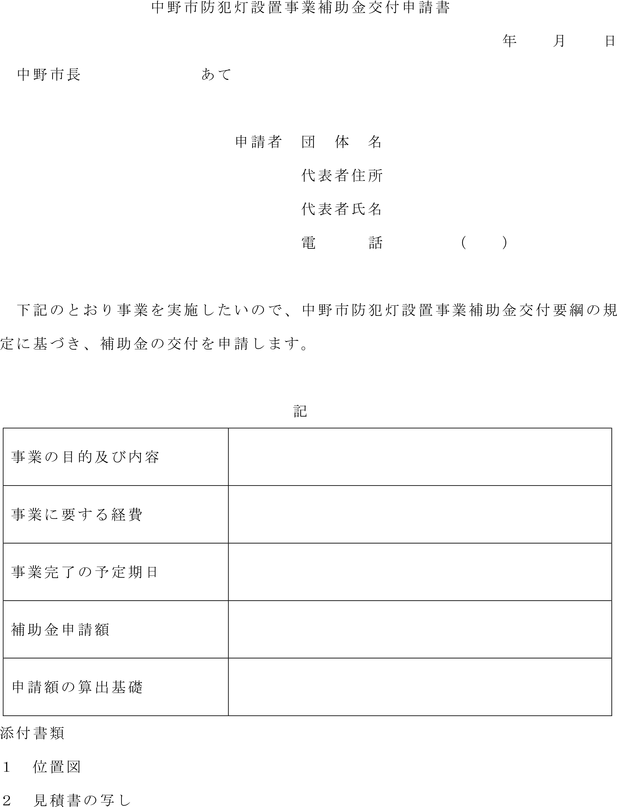 中野市防犯灯設置事業補助金交付申請書
年　　月　　日
中野市長　　　　　　　あて
申請者　団　体　名
代表者住所
代表者氏名
電　　　話　　　　（　　）
　下記のとおり事業を実施したいので、中野市防犯灯設置事業補助金交付要綱の規
定に基づき、補助金の交付を申請します。
記
事業の目的及び内容
事業に要する経費
事業完了の予定期日
補助金申請額
申請額の算出基礎
添付書類
１　位置図
２　見積書の写し